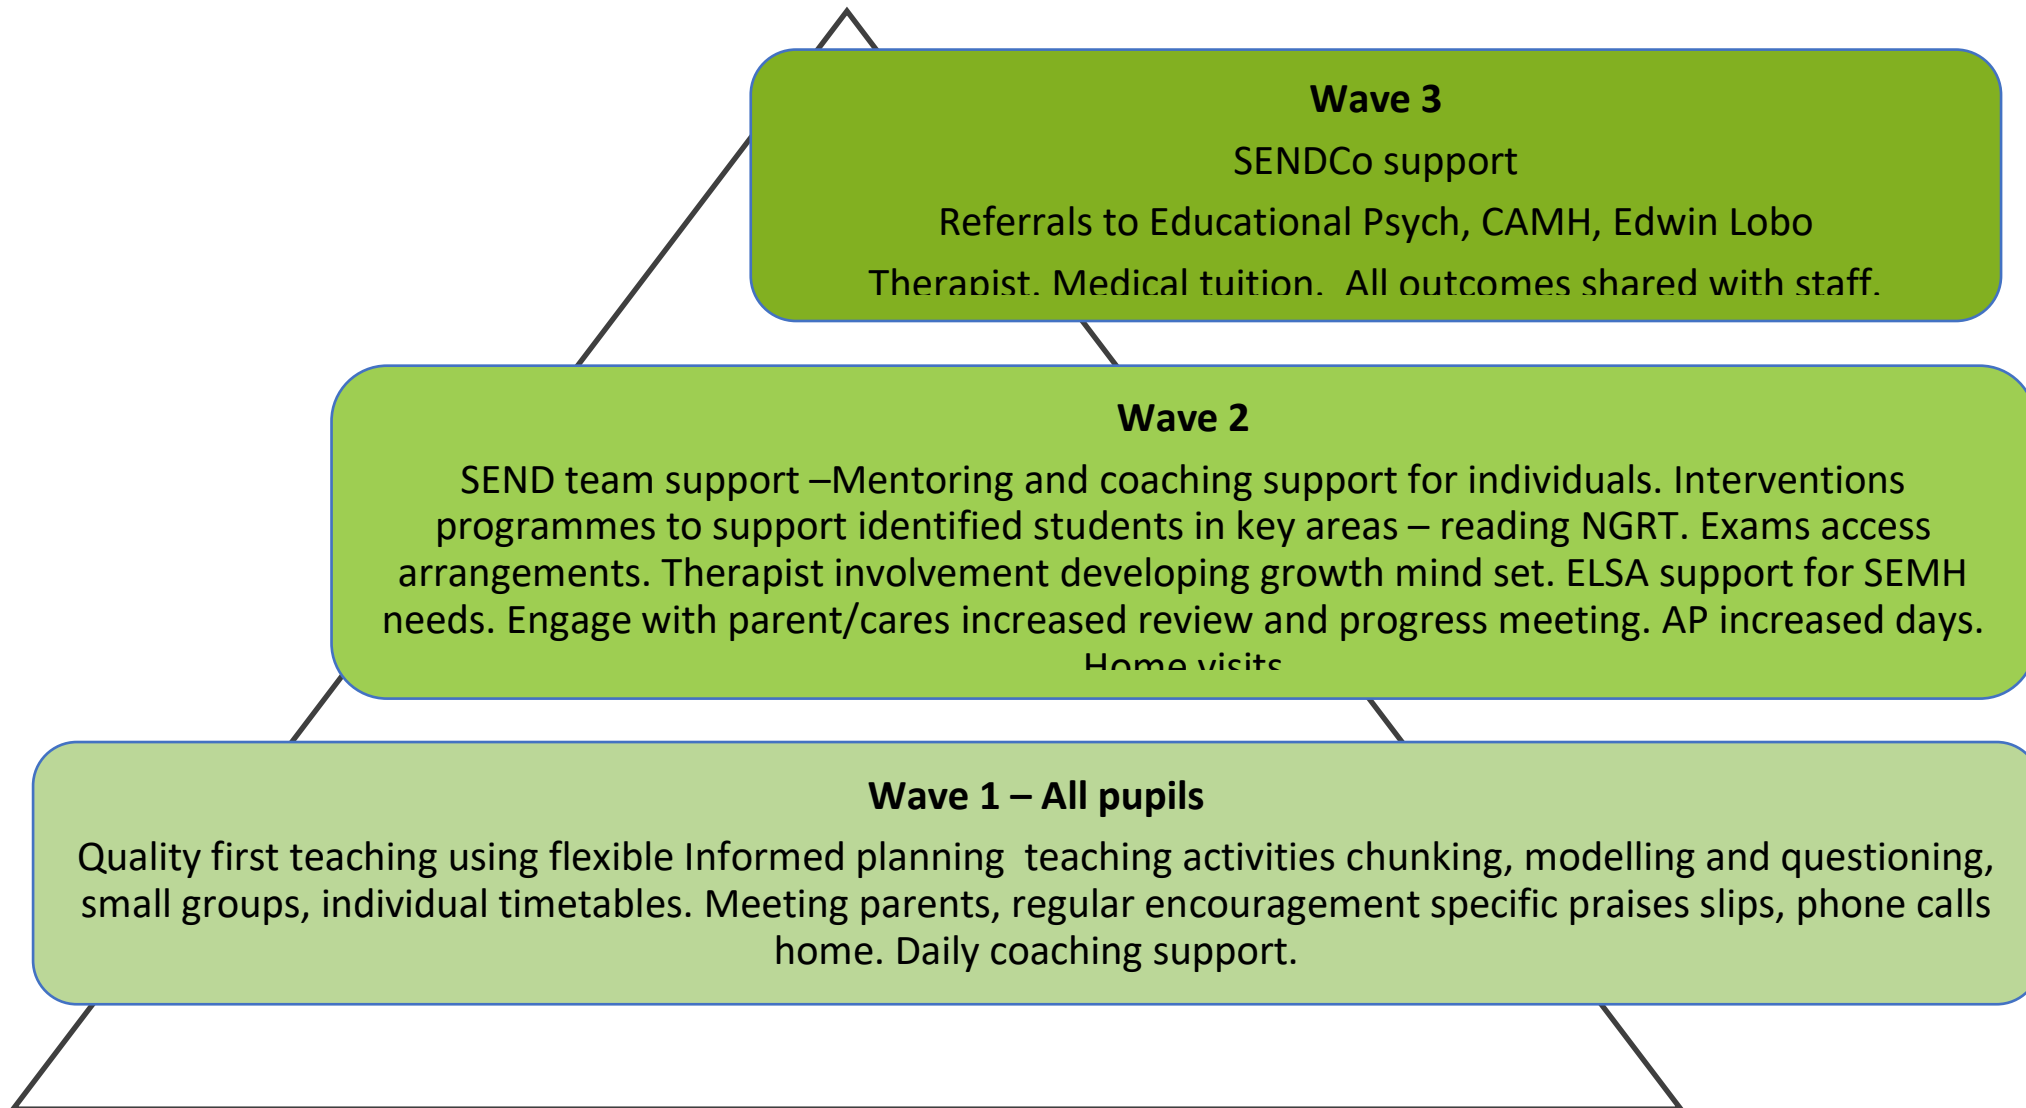 Wave 3
SENDCo support
Referrals to Educational Psych, CAMH, Edwin Lobo
Therapist. Medical tuition.  All outcomes shared with staff.
Wave 2
SEND team support –Mentoring and coaching support for individuals. Interventions
programmes to support identified students in key areas – reading NGRT. Exams access
arrangements. Therapist involvement developing growth mind set. ELSA support for SEMH
needs. Engage with parent/cares increased review and progress meeting. AP increased days.
Home visits
Wave 1 – All pupils
Quality first teaching using flexible Informed planning  teaching activities chunking, modelling and questioning,
small groups, individual timetables. Meeting parents, regular encouragement specific praises slips, phone calls
home. Daily coaching support.